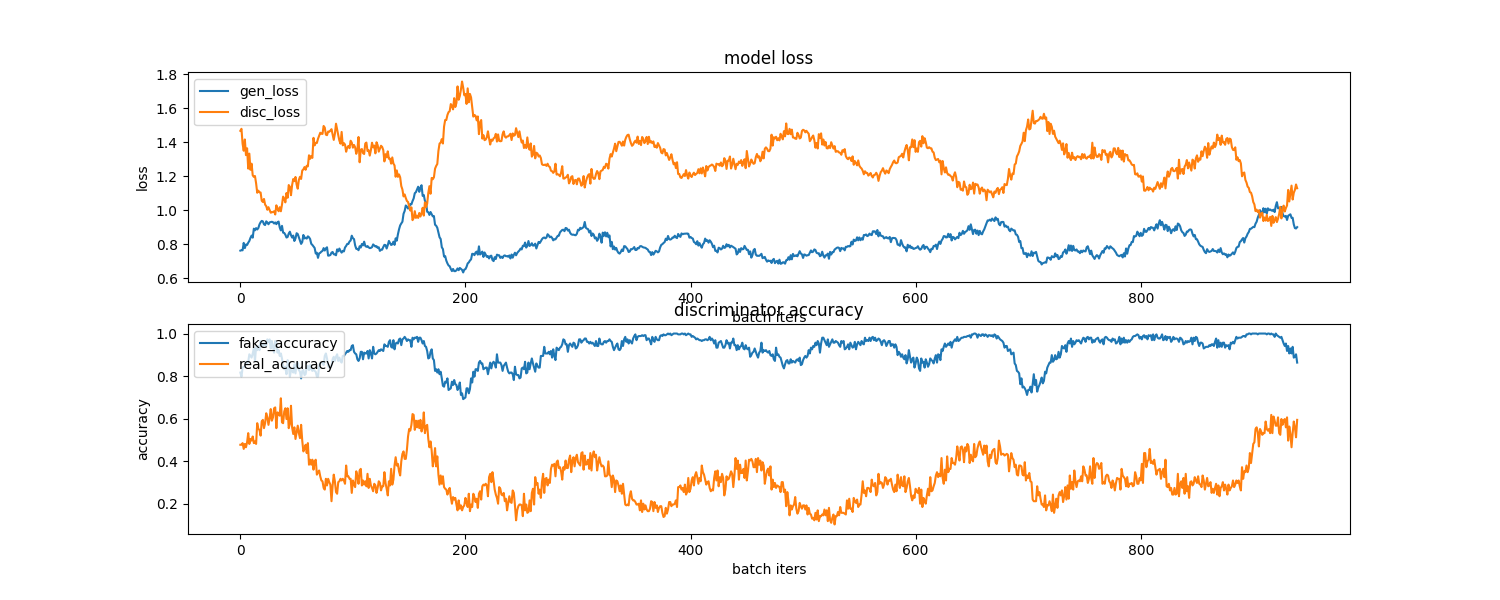 model loss
1.8
1.6
1.4
1.2
1.0
0.8
0.6
loss
gen_loss
disc_loss
0 200 400 600 800
batch iters
discriminator accuracy
1.0
0.8
0.6
0.4
0.2
accuracy
fake_accuracy
real_accuracy
0 200 400 600 800
batch iters